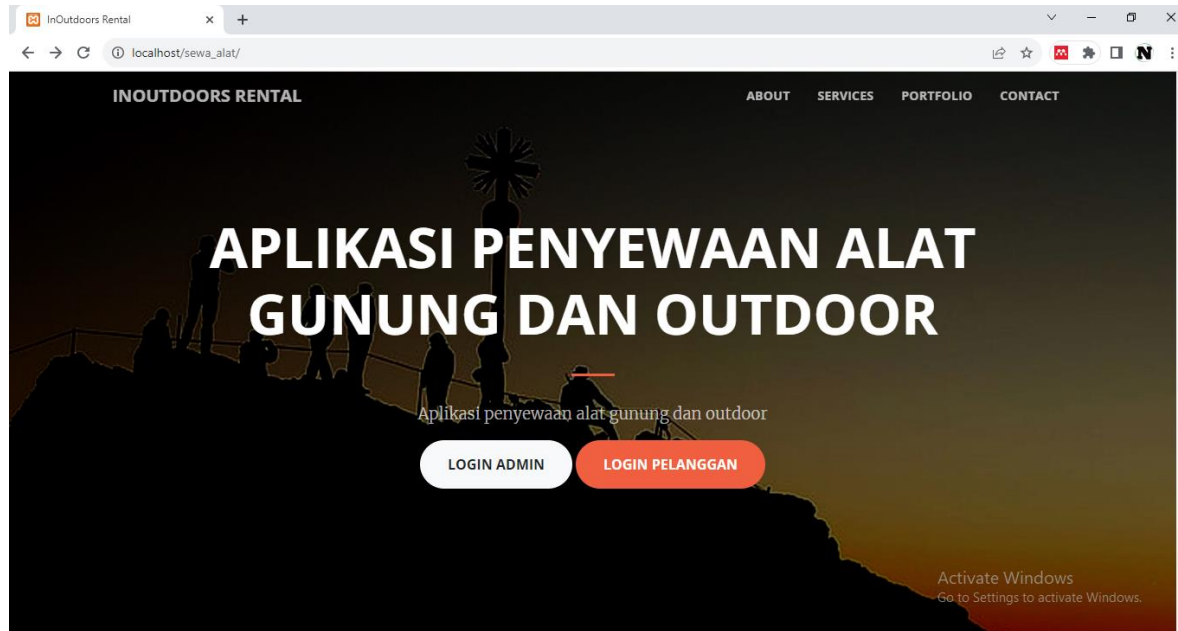 InOutdoors Rental
localhost/sewa_alat/
INOUTDOORS RENTAL
ABOUT SERVICES PORTFOLIO CONTACT
APLIKASI PENYEWAAN ALAT
GUNUNG DAN OUTDOOR
Aplikasi penyewaan alat gunung dan outdoor
LOGIN ADMIN LOGIN PELANGGAN
Activate Windows
Go to Settings to activate Windows.